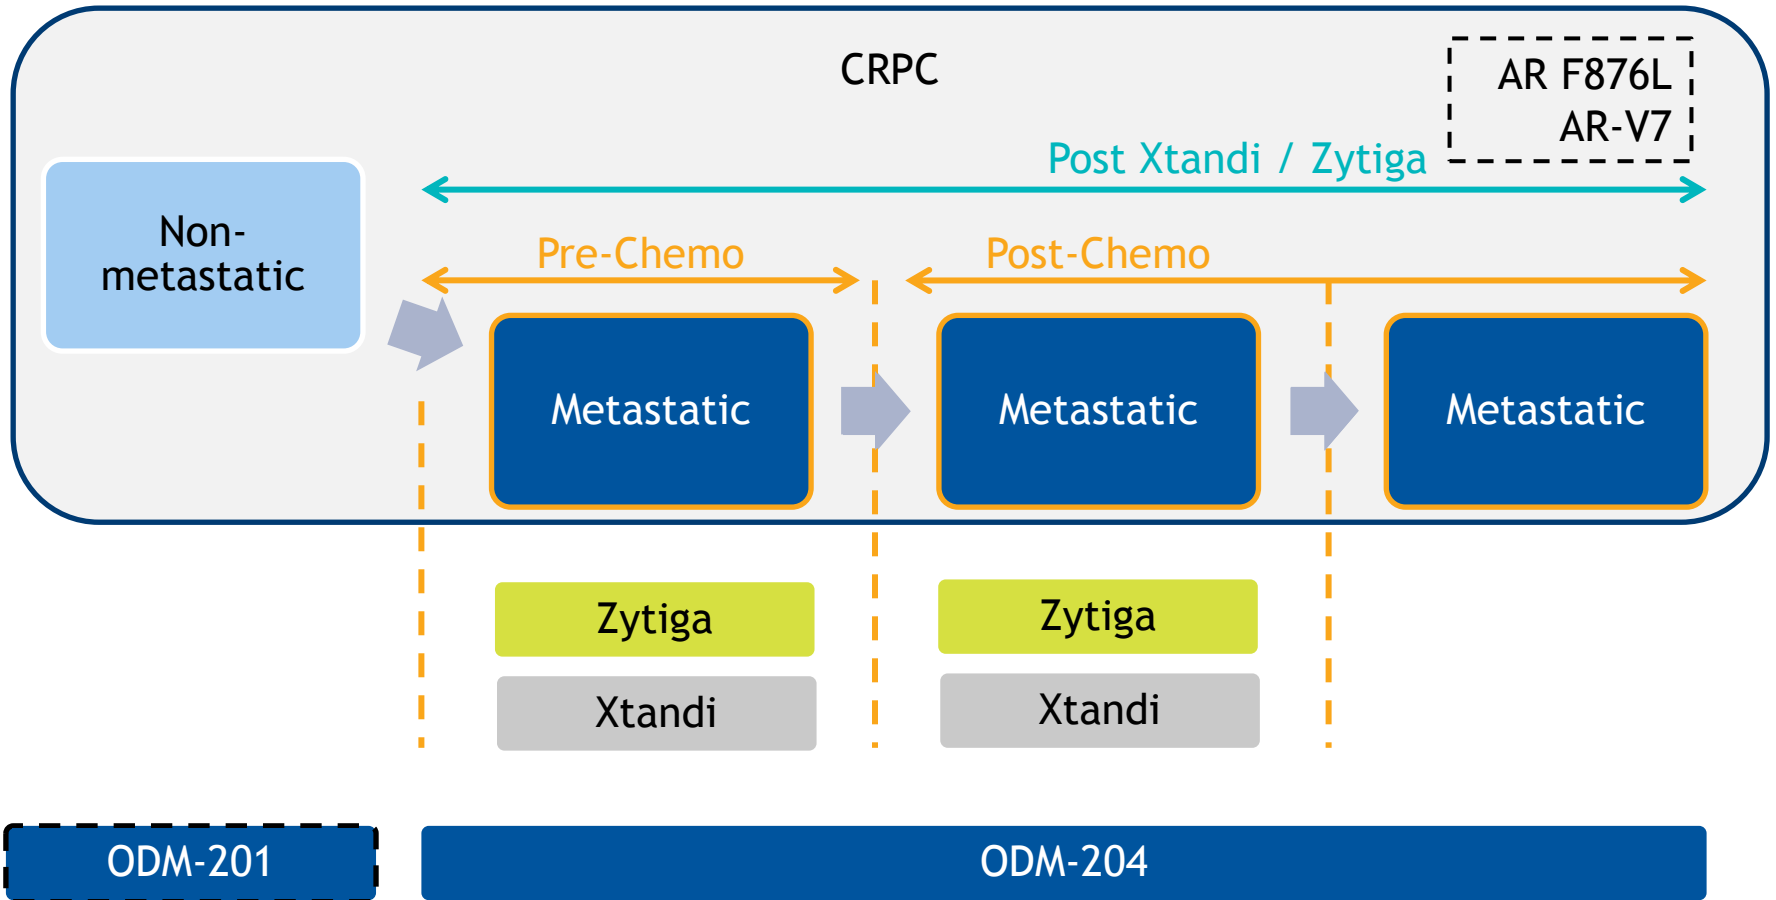 CRPC
AR F876L
AR-V7
Post Xtandi / Zytiga
Non-
metastatic
Pre-Chemo
Post-Chemo
Metastatic
Metastatic
Metastatic
Zytiga
Zytiga
Xtandi
Xtandi
ODM-201
ODM-204